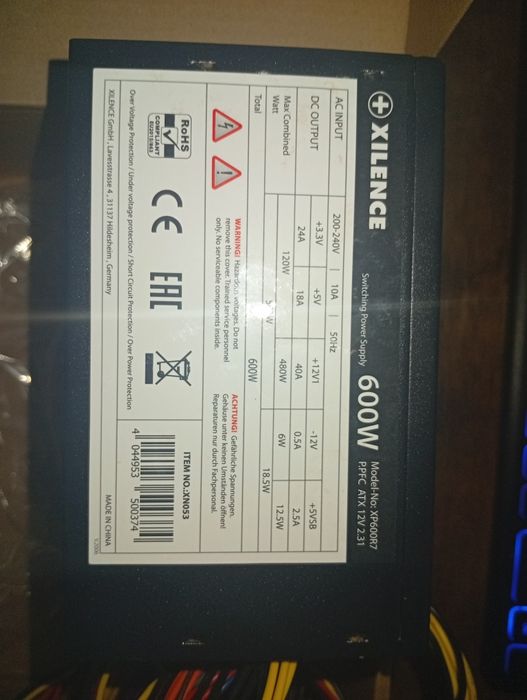 XILENCE
Switching Power Supply
600W
Model-No: XP600R7
PPFC ATX 12V 2.31
AC INPUT 200-240V | 10A | 50Hz
DC OUTPUT +3.3V +5V +12V1 -12V +5VSB
24A 18A 40A 0.5A 2.5A
Max Combined Watt 120W 480W 6W 12.5W
18.5W
Total 600W
WARNING! Hazardous voltages. Do not
remove this cover. Trained service personnel
only. No serviceable components inside.
ACHTUNG! Gefährliche Spannungen.
Gehäuse unter keinen Umständen öffnen!
Reparaturen nur durch Fachpersonal.
RoHS
COMPLIANT
EU2015/863
CE
EAC
ITEM NO.:XN053
4 044953 500374
Over Voltage Protection / Under voltage protection / Short Circuit Protection / Over Power Protection
XILENCE GmbH , Lavesstrasse 4 , 31137 Hildesheim , Germany
MADE IN CHINA